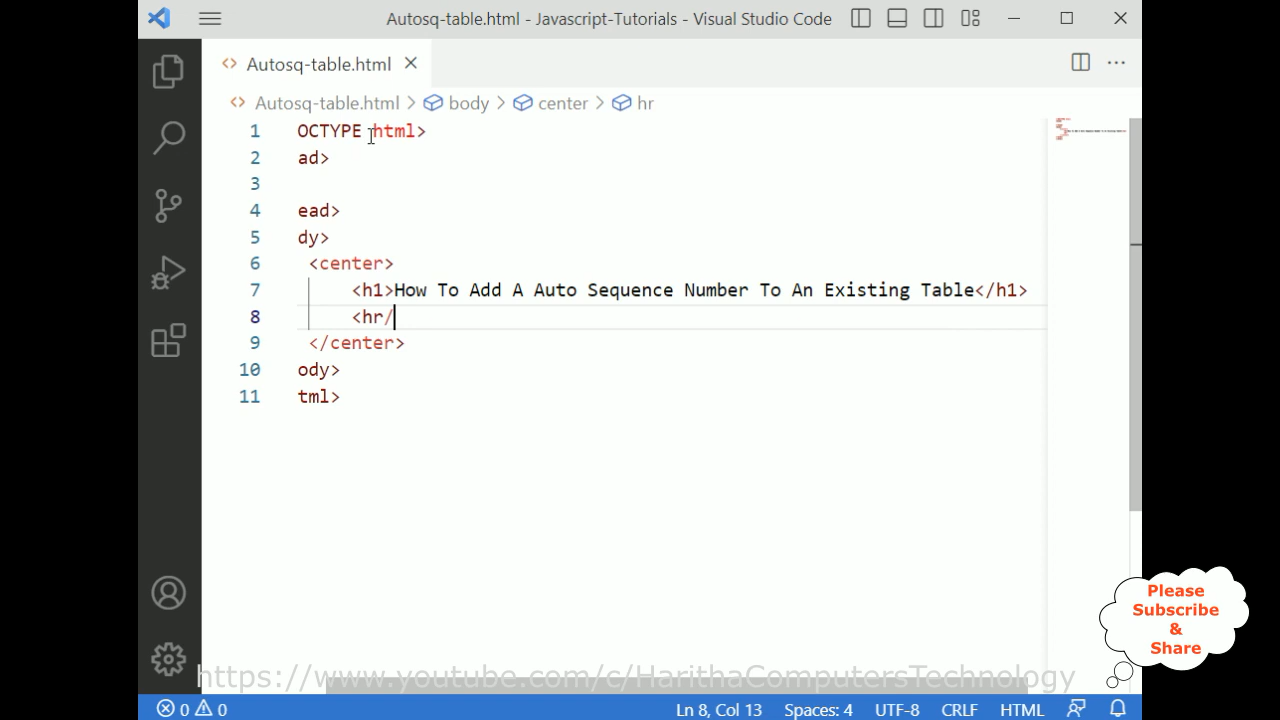 Autosq-table.html - Javascript-Tutorials - Visual Studio Code
Autosq-table.html
Autosq-table.html > body > center > hr
1 OCTYPE html>
2 ad>
3
4 ead>
5 dy>
6 <center>
7 <h1>How To Add A Auto Sequence Number To An Existing Table</h1>
8 <hr/
9 </center>
10 ody>
11 tml>
Please
Subscribe
&
Share
https://www.youtube.com/c/HarithaComputersTechnology
0 0 Ln 8, Col 13 Spaces: 4 UTF-8 CRLF HTML